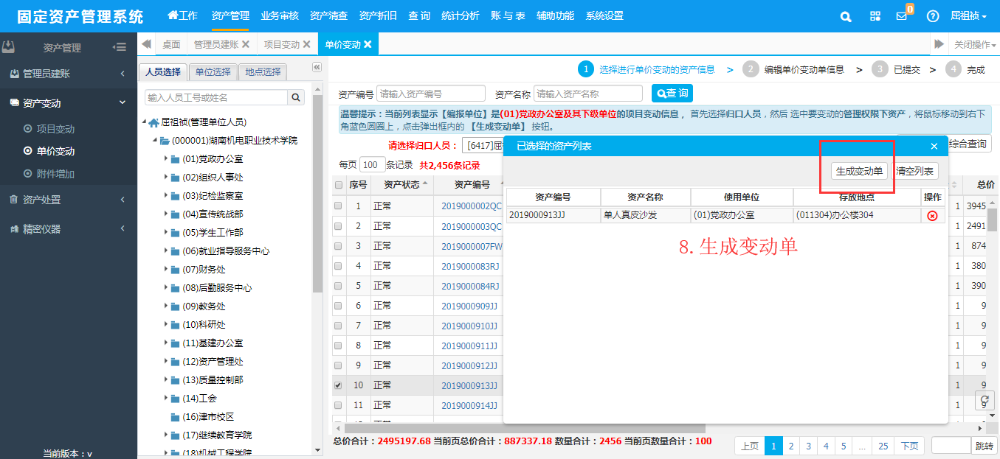 固定资产管理系统 工作 资产管理 业务审核 资产清查 资产折旧 查 询 统计分析 账 与 表 辅助功能 系统设置 0 屈祖祯
资产管理 桌面 管理员建账 项目变动 单价变动 关闭操作
管理员建账
资产变动
项目变动
单价变动
附件增加
资产处置
精密仪器
当前版本：v
人员选择 单位选择 地点选择
输入人员工号或姓名
屈祖祯(管理单位人员)
(000001)湖南机电职业技术学院
(01)党政办公室
(02)组织人事处
(03)纪检监察室
(04)宣传统战部
(05)学生工作部
(06)就业指导服务中心
(07)财务处
(08)后勤服务中心
(09)教务处
(10)科研处
(11)基建办公室
(12)资产管理处
(13)质量控制部
(14)工会
(16)津市校区
(17)继续教育学院
(18)机械工程学院
1 选择进行单价变动的资产信息 > 2 编辑单价变动单信息 > 3 已提交 > 4 完成
资产编号 请输入资产编号 资产名称 请输入资产名称 查 询
温馨提示：当前列表显示【编报单位】是(01)党政办公室及其下级单位的项目变动信息 ，首先选择归口人员，然后 选中要变动的管理权限下资产，将鼠标移动到右下
角蓝色圆圈上，点击弹出框内的 【生成变动单】 按钮。
请选择归口人员： [6417]屈 综合查询
每页 100 条记录 共2,456条记录
序号 资产状态 资产编号 总价
1 正常 2019000002QC 1 3945
2 正常 2019000003QC 1 2491
3 正常 2019000007FW 1 874
4 正常 2019000083RJ 1 380
5 正常 2019000084RJ 1 390
6 正常 2019000909JJ 1 9
7 正常 2019000910JJ 1 9
8 正常 2019000911JJ 1 9
9 正常 2019000912JJ 1 9
10 正常 2019000913JJ 1 9
11 正常 2019000914JJ 1 9
已选择的资产列表
生成变动单 清空列表
资产编号 资产名称 使用单位 存放地点 操作
2019000913JJ 单人真皮沙发 (01)党政办公室 (011304)办公楼304
8. 生成变动单
总价合计：2495197.68 当前页总价合计：887337.18 数量合计：2456 当前页数量合计：100
上页 1 2 3 4 5 ... 25 下页 跳转